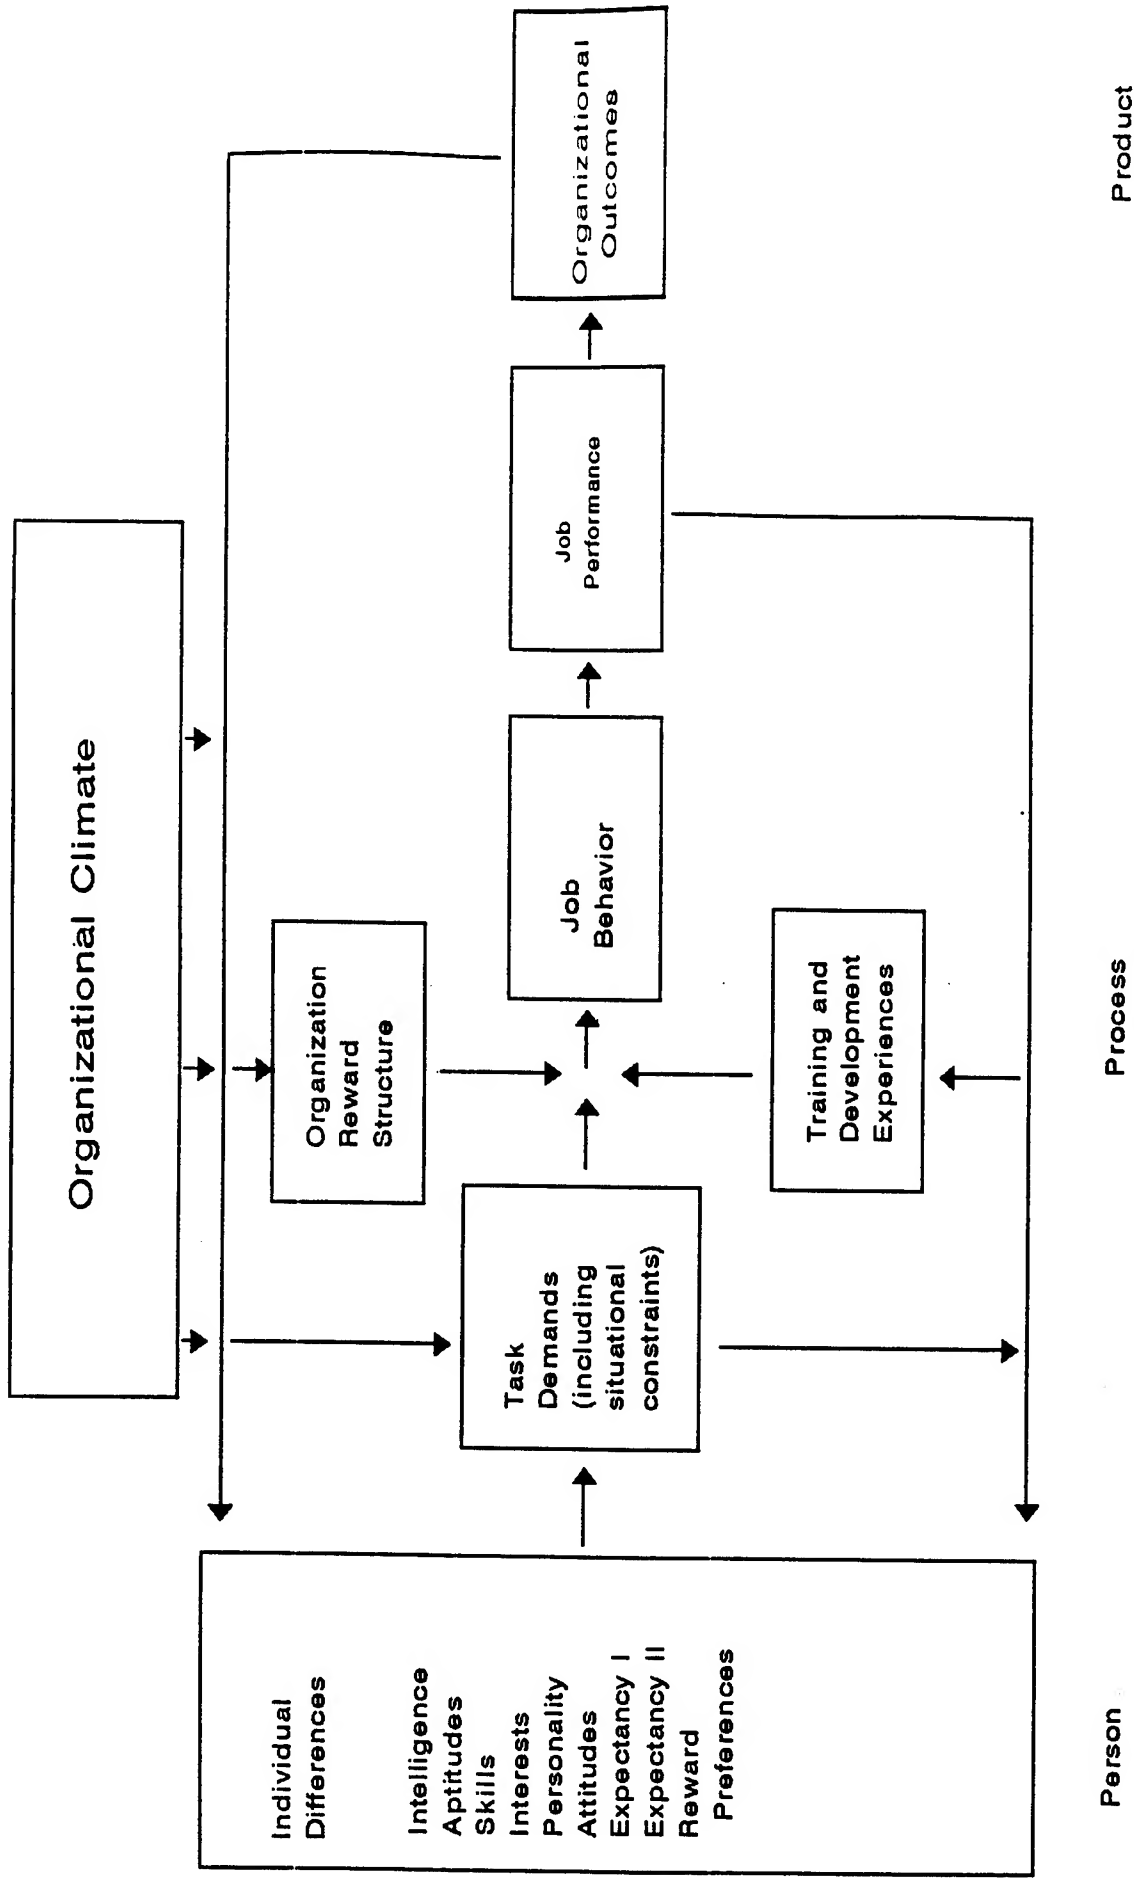 Organizational Climate
Individual
Differences
Intelligence
Aptitudes
Skills
Interests
Personality
Attitudes
Expectancy I
Expectancy II
Reward
Preferences
Task
Demands
(including
situational
constraints)
Organization
Reward
Structure
Training and
Development
Experiences
Job
Behavior
Job
Performance
Organizational
Outcomes
Person
Process
Product